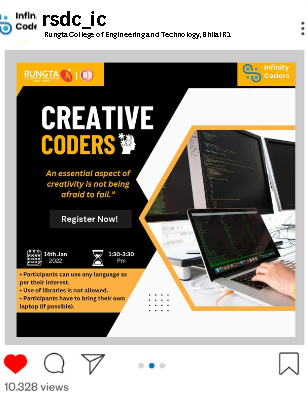 Infin
Code
rsdc_ic
Rungta College of Engineering and Technology, Bhilai R1
RUNGTA
Infinity
Coders
CREATIVE
CODERS
An essential aspect of
creativity is not being
afraid to fail."
Register Now!
14th Jan
2022
1:30-3:30
Pm
• Participants can use any language as
per their interest.
• Use of libraries is not allowed.
• Participants have to bring their own
laptop (if possible).
10.328 views